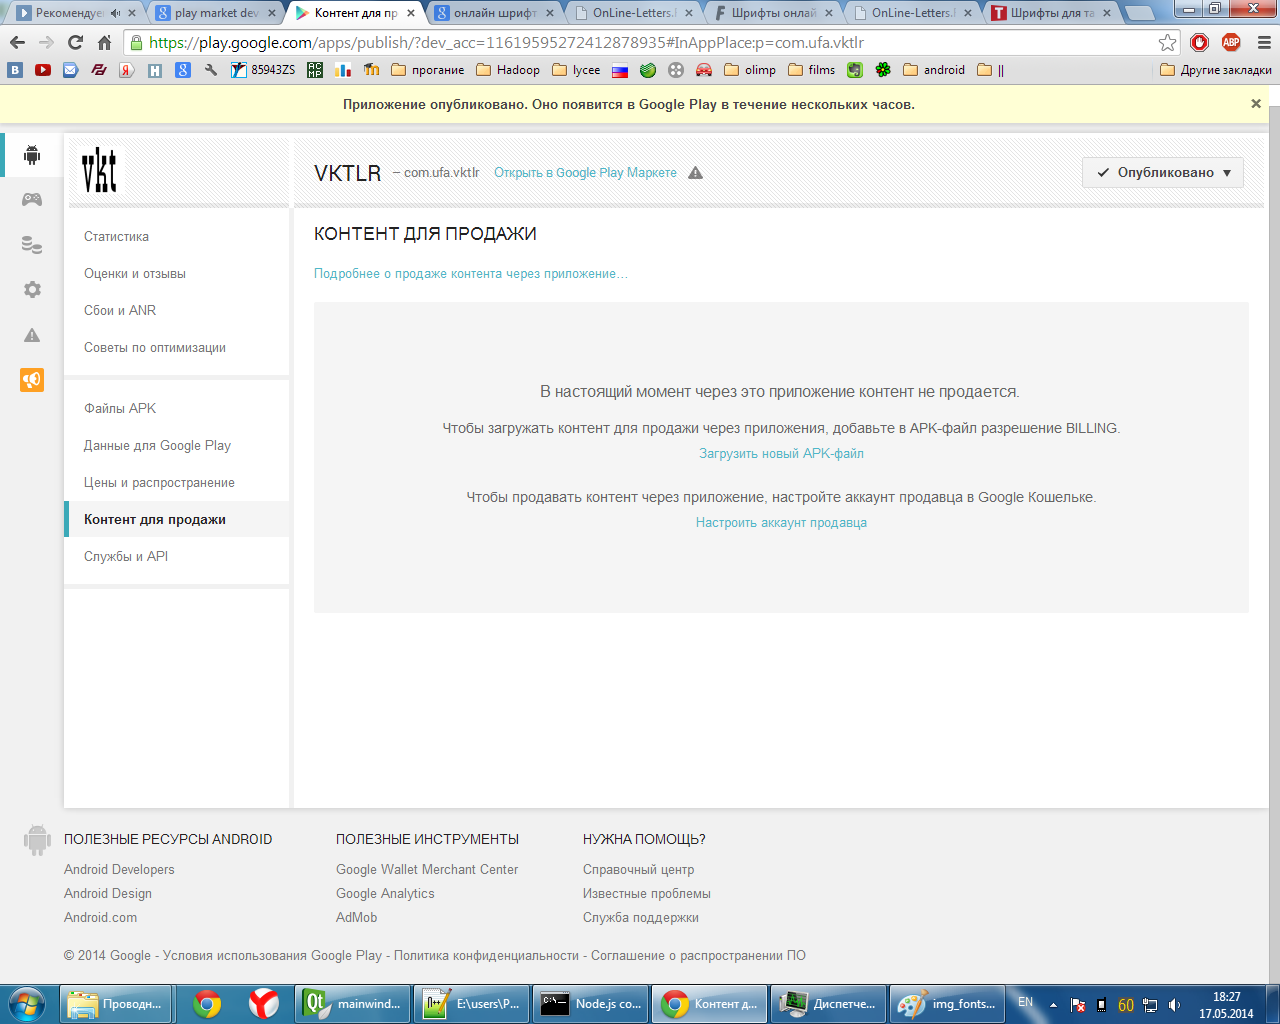 Рекомендуе
play market dev
Контент для пр
онлайн шрифт
OnLine-Letters.
Шрифты онлай
OnLine-Letters.
Шрифты для та
https://play.google.com/apps/publish/?dev_acc=11619595272412878935#InAppPlace:p=com.ufa.vktlr
85943ZS
прогание
Hadoop
lycee
olimp
films
android
||
Другие закладки
Приложение опубликовано. Оно появится в Google Play в течение нескольких часов.
vkt
VKTLR – com.ufa.vktlr Открыть в Google Play Маркете
Опубликовано
Статистика
Оценки и отзывы
Сбои и ANR
Советы по оптимизации
Файлы APK
Данные для Google Play
Цены и распространение
Контент для продажи
Службы и API
КОНТЕНТ ДЛЯ ПРОДАЖИ
Подробнее о продаже контента через приложение…
В настоящий момент через это приложение контент не продается.
Чтобы загружать контент для продажи через приложения, добавьте в APK-файл разрешение BILLING.
Загрузить новый APK-файл
Чтобы продавать контент через приложение, настройте аккаунт продавца в Google Кошельке.
Настроить аккаунт продавца
ПОЛЕЗНЫЕ РЕСУРСЫ ANDROID
Android Developers
Android Design
Android.com
ПОЛЕЗНЫЕ ИНСТРУМЕНТЫ
Google Wallet Merchant Center
Google Analytics
AdMob
НУЖНА ПОМОЩЬ?
Справочный центр
Известные проблемы
Служба поддержки
© 2014 Google - Условия использования Google Play - Политика конфиденциальности - Соглашение о распространении ПО
Проводн...
mainwind...
E:\users\P...
Node.js co...
Контент д...
Диспетче...
img_fonts...
EN
60
18:27
17.05.2014